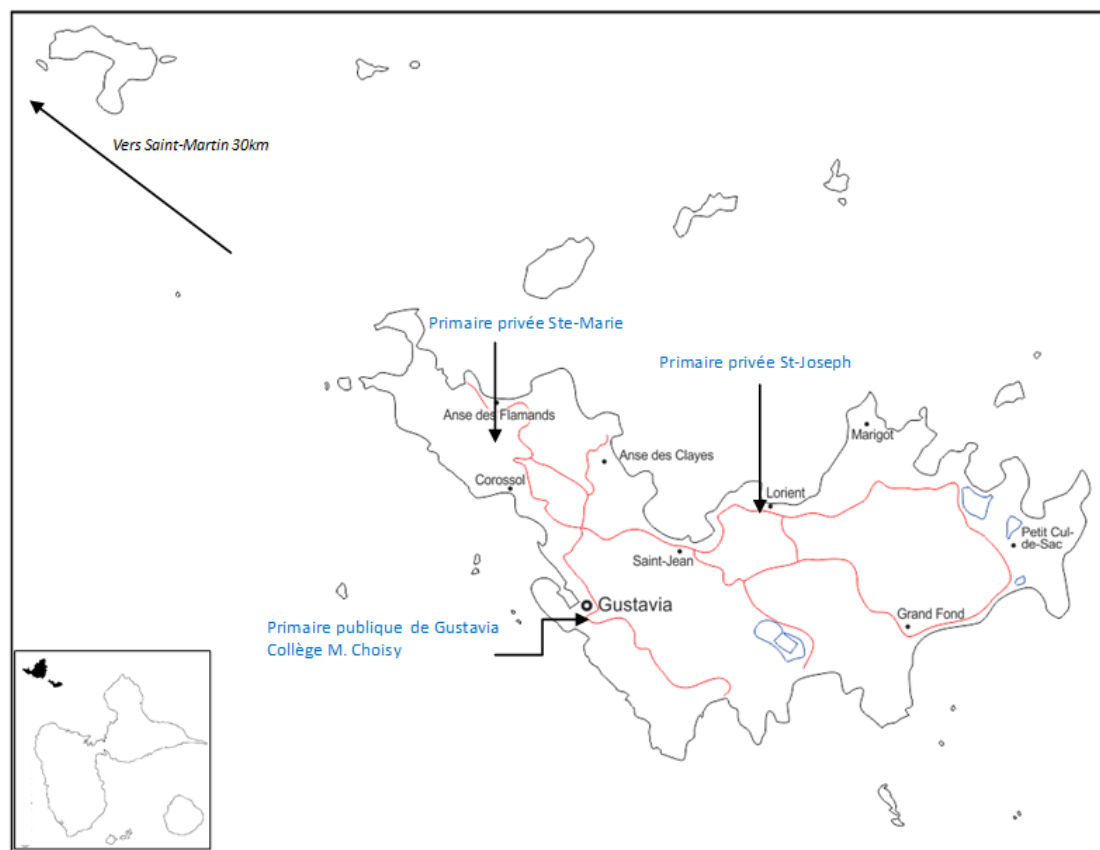 Vers Saint-Martin 30km
Primaire privée Ste-Marie
Primaire privée St-Joseph
Anse des Flamands
Marigot
Anse des Clayes
Corossol
Lorient
Petit Cul-
de-Sac
Saint-Jean
Gustavia
Grand Fond
Primaire publique de Gustavia
Collège M. Choisy